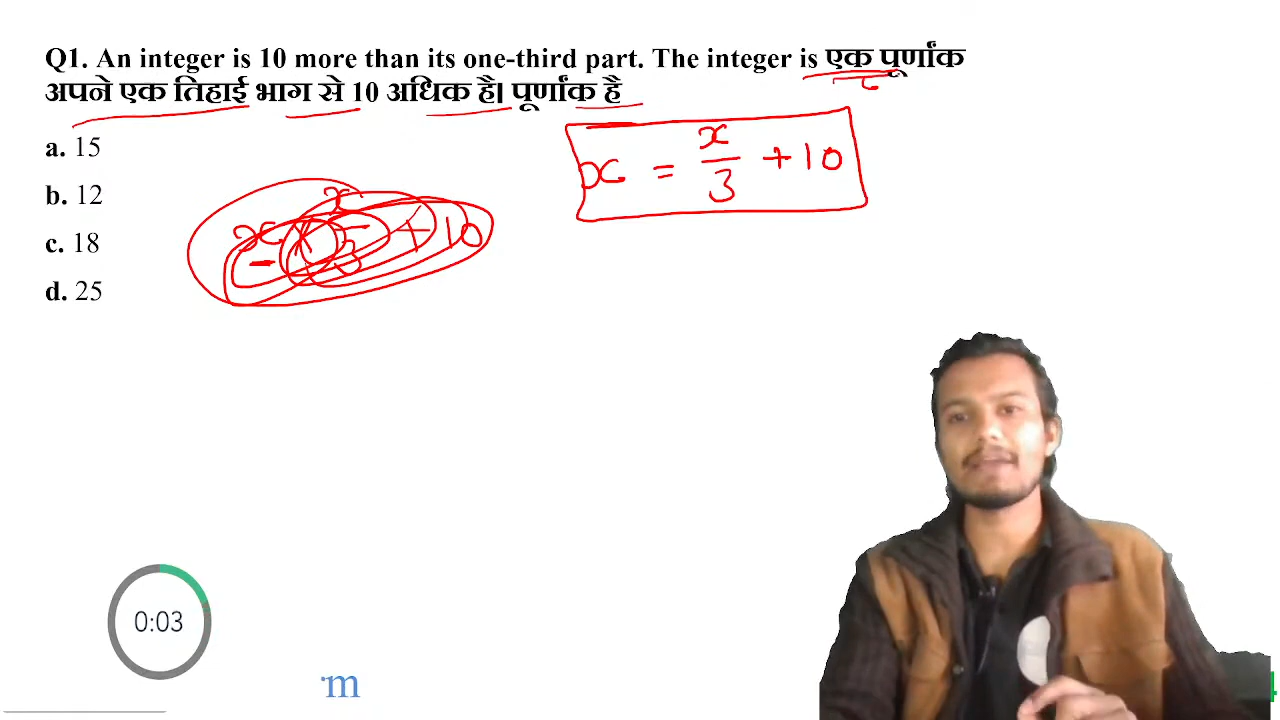 Q1. An integer is 10 more than its one-third part. The integer is एक पूर्णांक
अपने एक तिहाई भाग से 10 अधिक है। पूर्णांक है
a. 15
b. 12
c. 18
d. 25
x = x/3 + 10
0:03